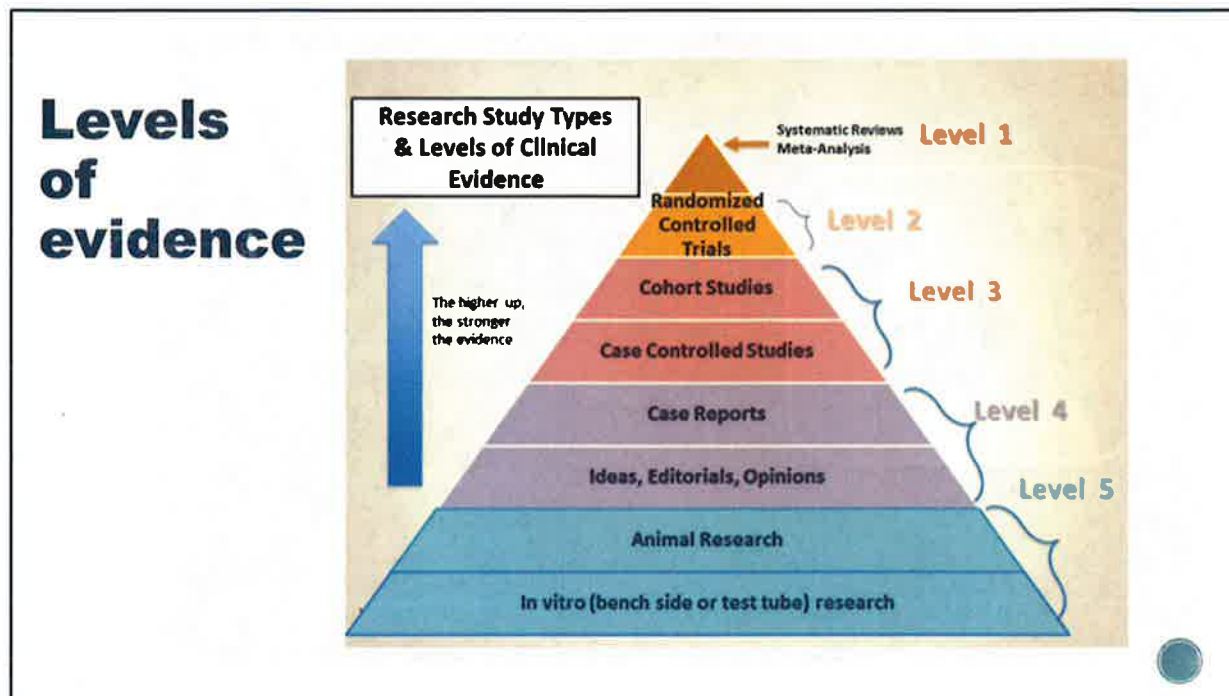 Levels
of
evidence
Research Study Types
& Levels of Clinical
Evidence
The higher up,
the stronger
the evidence
Systematic Reviews
Meta-Analysis
Level 1
Randomized
Controlled
Trials
Level 2
Cohort Studies
Level 3
Case Controlled Studies
Case Reports
Level 4
Ideas, Editorials, Opinions
Level 5
Animal Research
In vitro (bench side or test tube) research